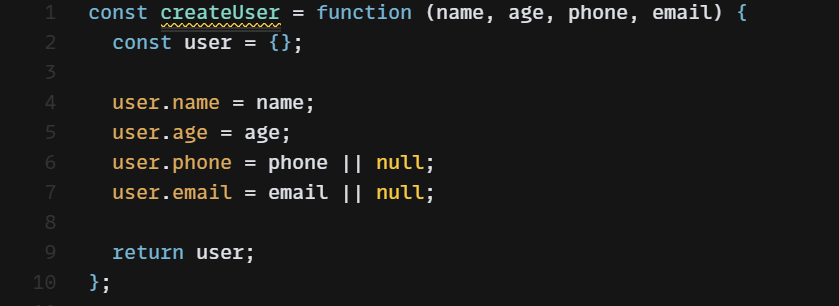 1 const createUser = function (name, age, phone, email) {
2   const user = {};
3
4   user.name = name;
5   user.age = age;
6   user.phone = phone || null;
7   user.email = email || null;
8
9   return user;
10 };